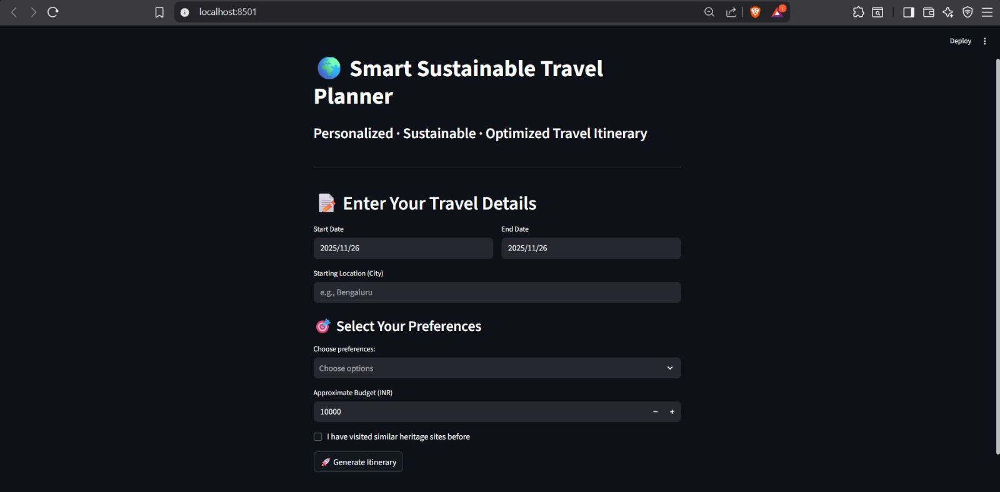 localhost:8501
1
Deploy
Smart Sustainable Travel
Planner
Personalized · Sustainable · Optimized Travel Itinerary
Enter Your Travel Details
Start Date
End Date
2025/11/26
2025/11/26
Starting Location (City)
e.g., Bengaluru
Select Your Preferences
Choose preferences:
Choose options
Approximate Budget (INR)
10000
− +
I have visited similar heritage sites before
Generate Itinerary